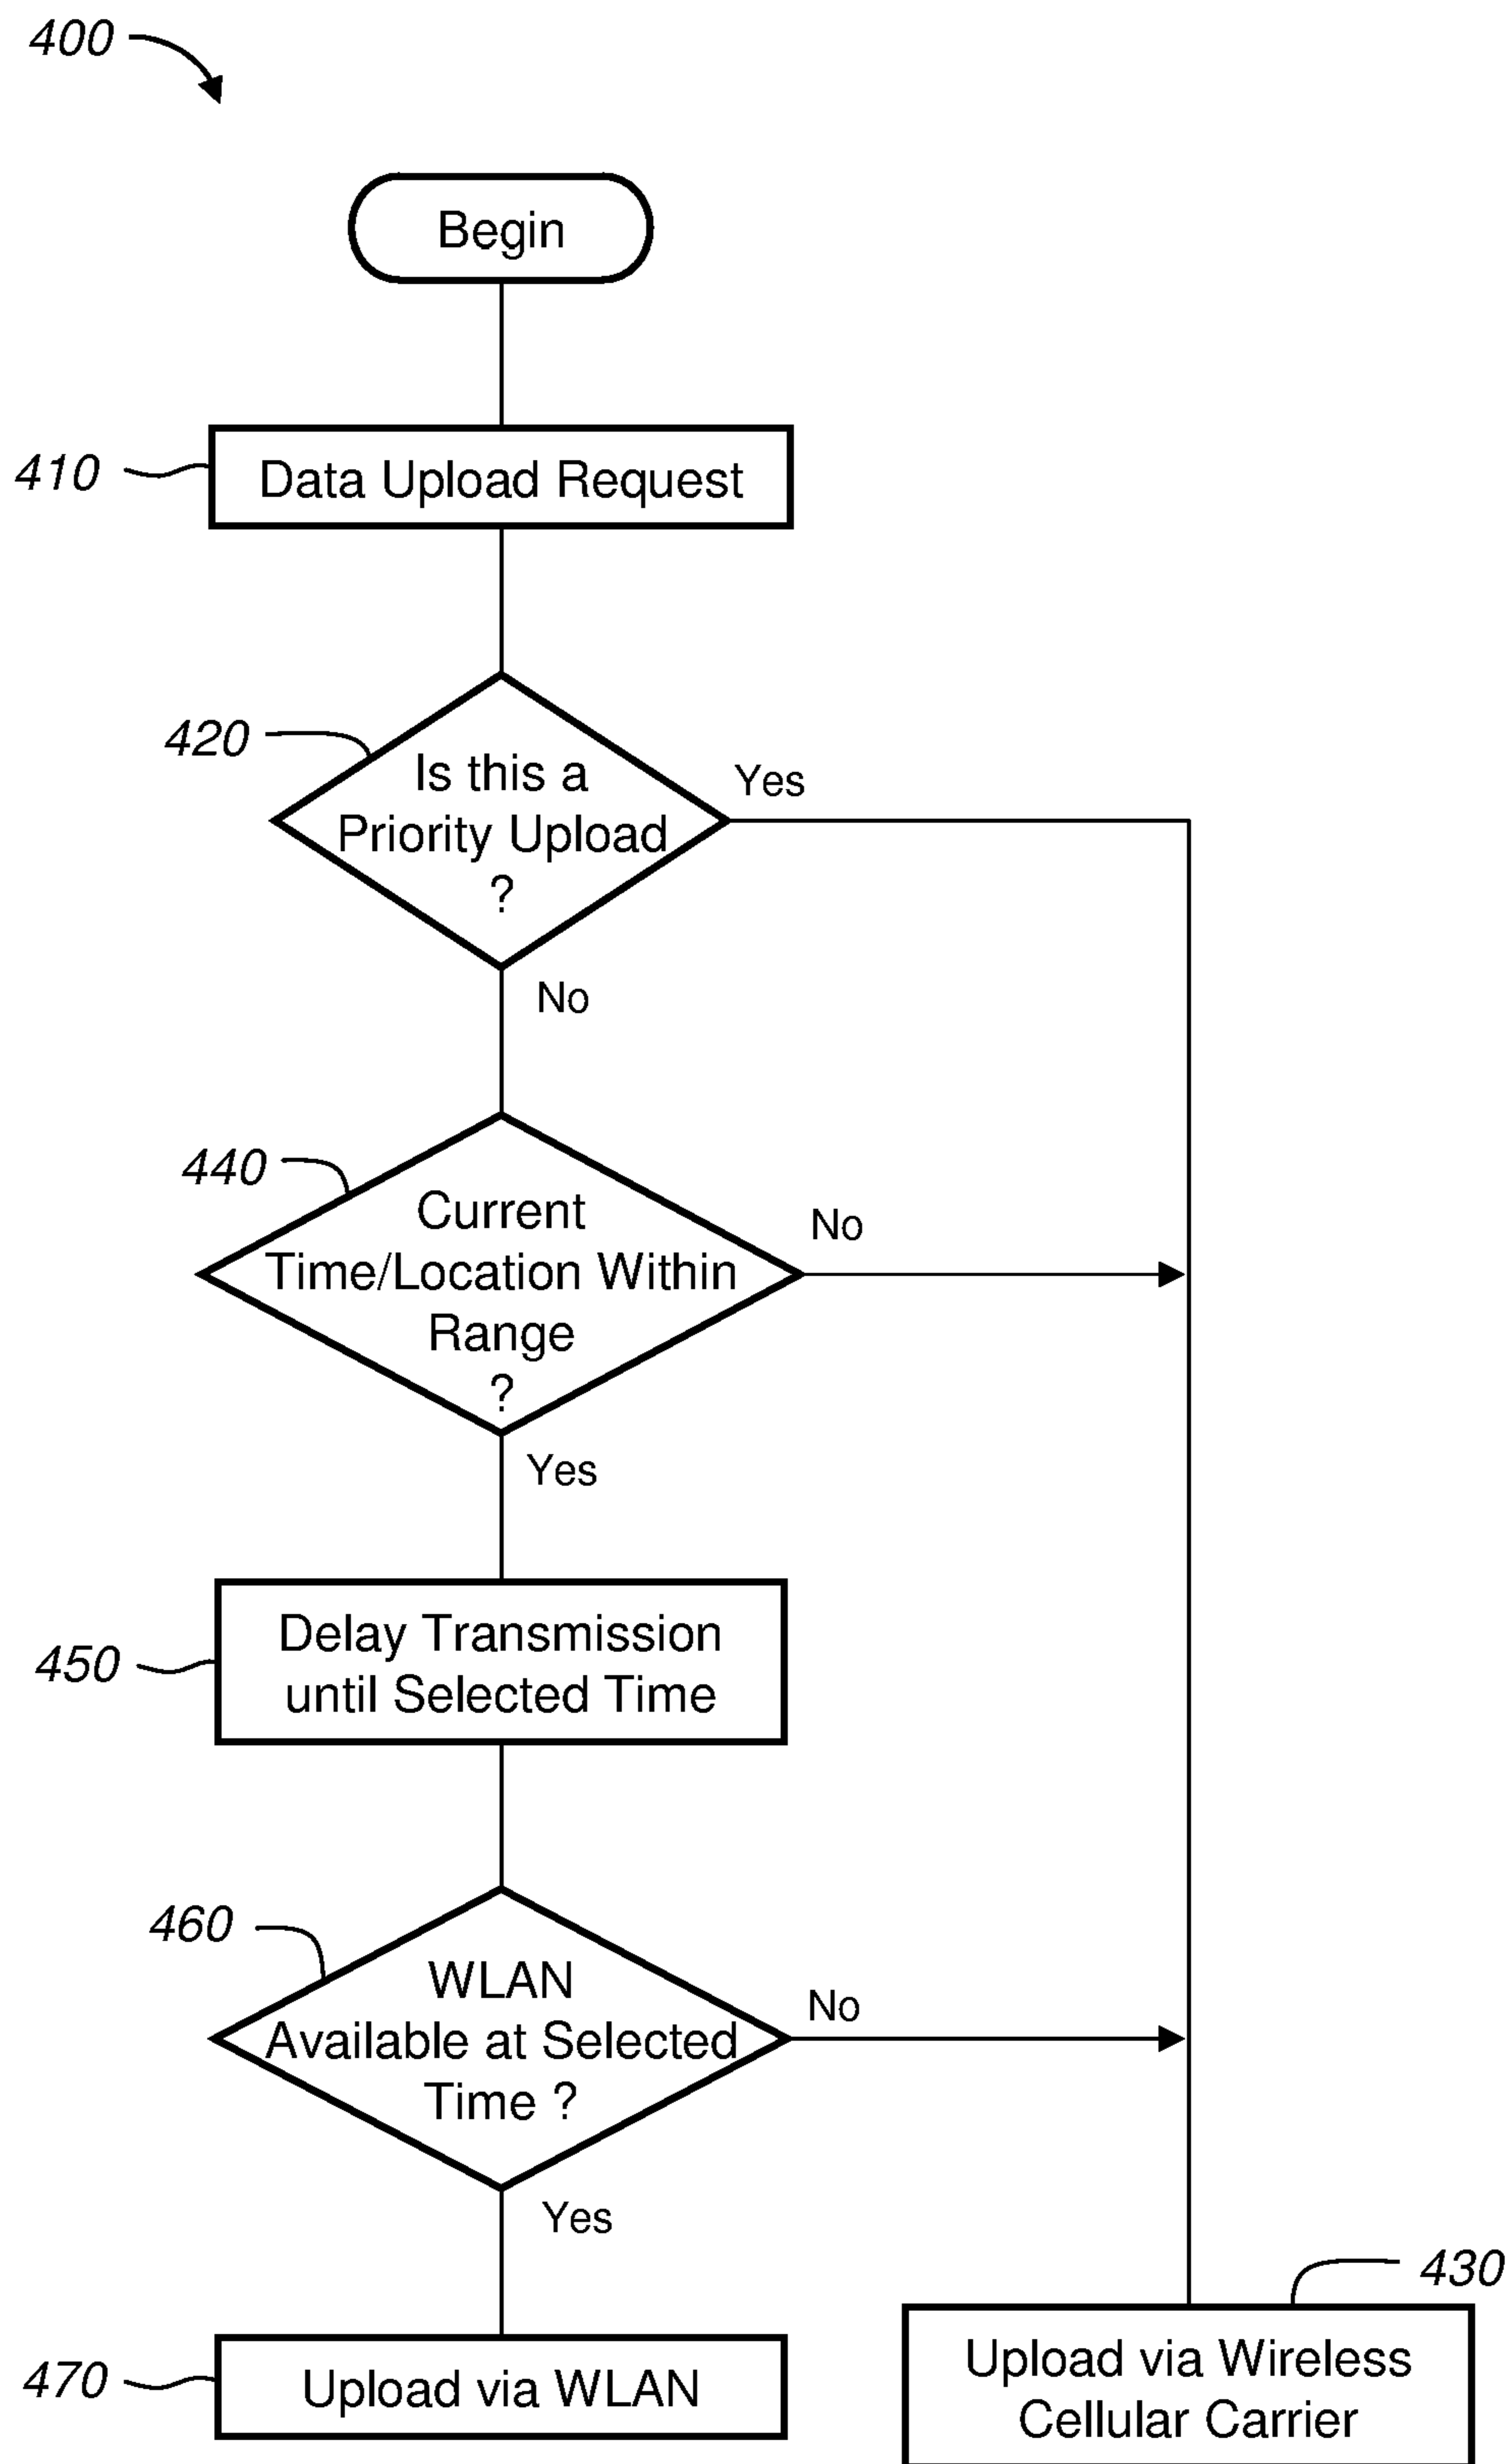 400
Begin
410
Data Upload Request
420
Is this a
Priority Upload
?
Yes
No
440
Current
Time/Location Within
Range
?
No
Yes
450
Delay Transmission
until Selected Time
460
WLAN
Available at Selected
Time ?
No
Yes
430
Upload via Wireless
Cellular Carrier
470
Upload via WLAN